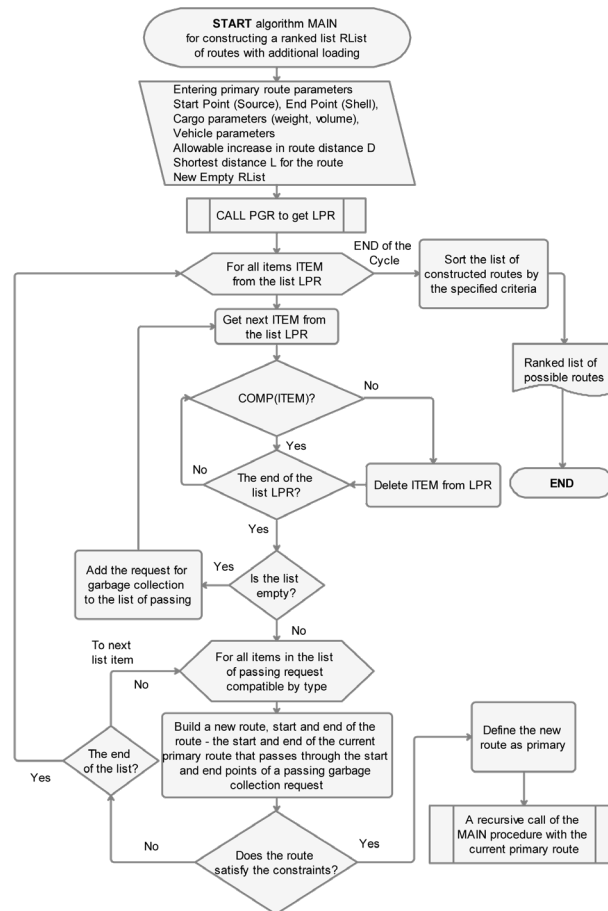 START algorithm MAIN
for constructing a ranked list RList
of routes with additional loading
Entering primary route parameters
Start Point (Source), End Point (Shell),
Cargo parameters (weight, volume),
Vehicle parameters
Allowable increase in route distance D
Shortest distance L for the route
New Empty RList
CALL PGR to get LPR
For all items ITEM
from the list LPR
END of the
Cycle
Sort the list of
constructed routes by
the specified criteria
Get next ITEM from
the list LPR
Ranked list of
possible routes
COMP(ITEM)?
No
Yes
The end of the
list LPR?
No
Delete ITEM from LPR
END
Yes
Add the request for
garbage collection
to the list of passing
Yes
Is the list
empty?
No
To next
list item
For all items in the list
of passing request
compatible by type
No
Build a new route, start and end of the
route - the start and end of the current
primary route that passes through the start
and end points of a passing garbage
collection request
Define the new
route as primary
The end
of the list?
Yes
A recursive call of the
MAIN procedure with the
current primary route
No
Does the route
satisfy the constraints?
Yes